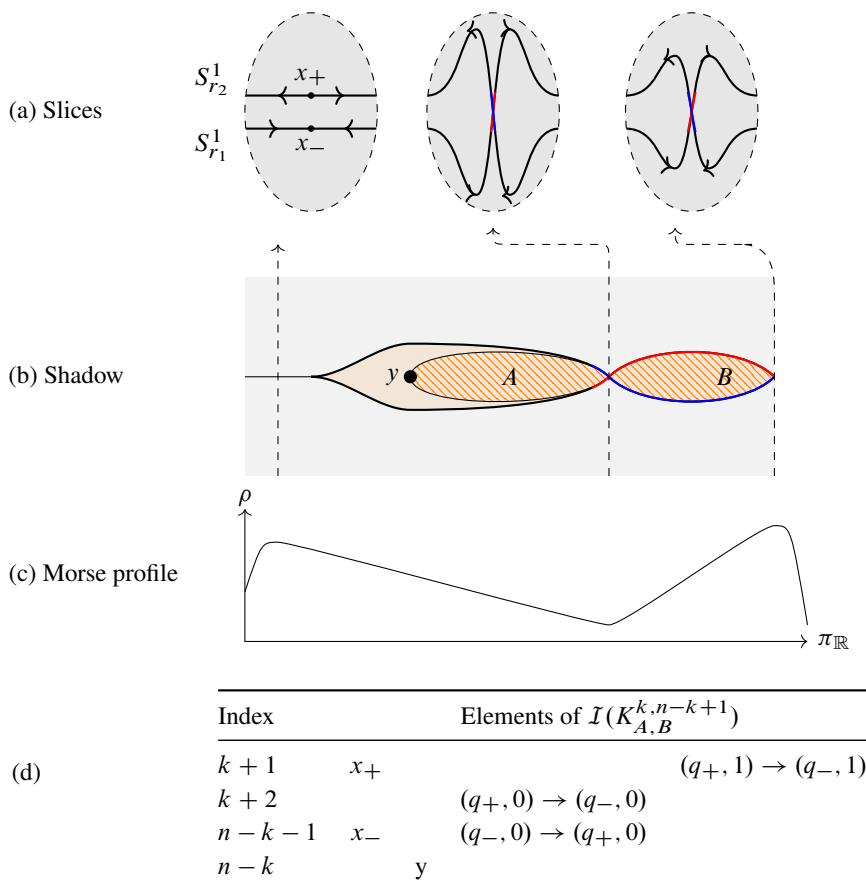 (a) Slices
S^1_{r_2} x_+
S^1_{r_1} x_-
(b) Shadow
y A B
ρ
(c) Morse profile
π_ℝ
(d)
Index Elements of 𝓘(K^{k,n−k+1}_{A,B})
k + 1 x_+ (q_+, 1) → (q_−, 1)
k + 2 (q_+, 0) → (q_−, 0)
n − k − 1 x_− (q_−, 0) → (q_+, 0)
n − k y